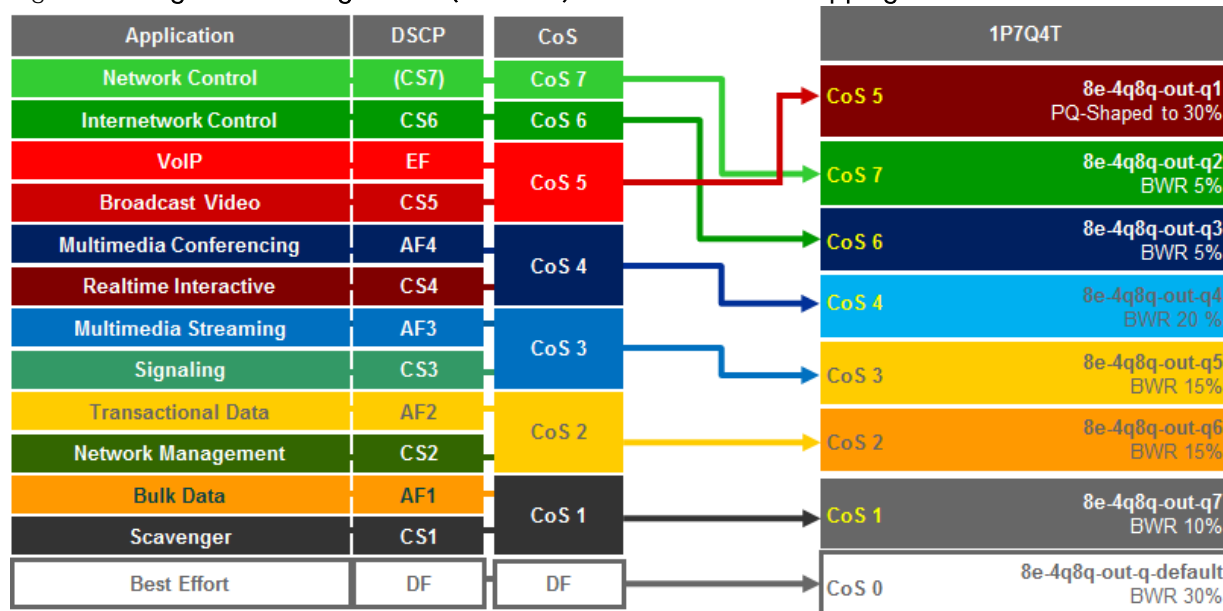 Application DSCP CoS 1P7Q4T
Network Control (CS7) CoS 7
Internetwork Control CS6 CoS 6
VoIP EF CoS 5
Broadcast Video CS5
Multimedia Conferencing AF4 CoS 4
Realtime Interactive CS4
Multimedia Streaming AF3 CoS 3
Signaling CS3
Transactional Data AF2 CoS 2
Network Management CS2
Bulk Data AF1 CoS 1
Scavenger CS1
Best Effort DF DF
CoS 5 8e-4q8q-out-q1
PQ-Shaped to 30%
CoS 7 8e-4q8q-out-q2
BWR 5%
CoS 6 8e-4q8q-out-q3
BWR 5%
CoS 4 8e-4q8q-out-q4
BWR 20 %
CoS 3 8e-4q8q-out-q5
BWR 15%
CoS 2 8e-4q8q-out-q6
BWR 15%
CoS 1 8e-4q8q-out-q7
BWR 10%
CoS 0 8e-4q8q-out-q-default
BWR 30%